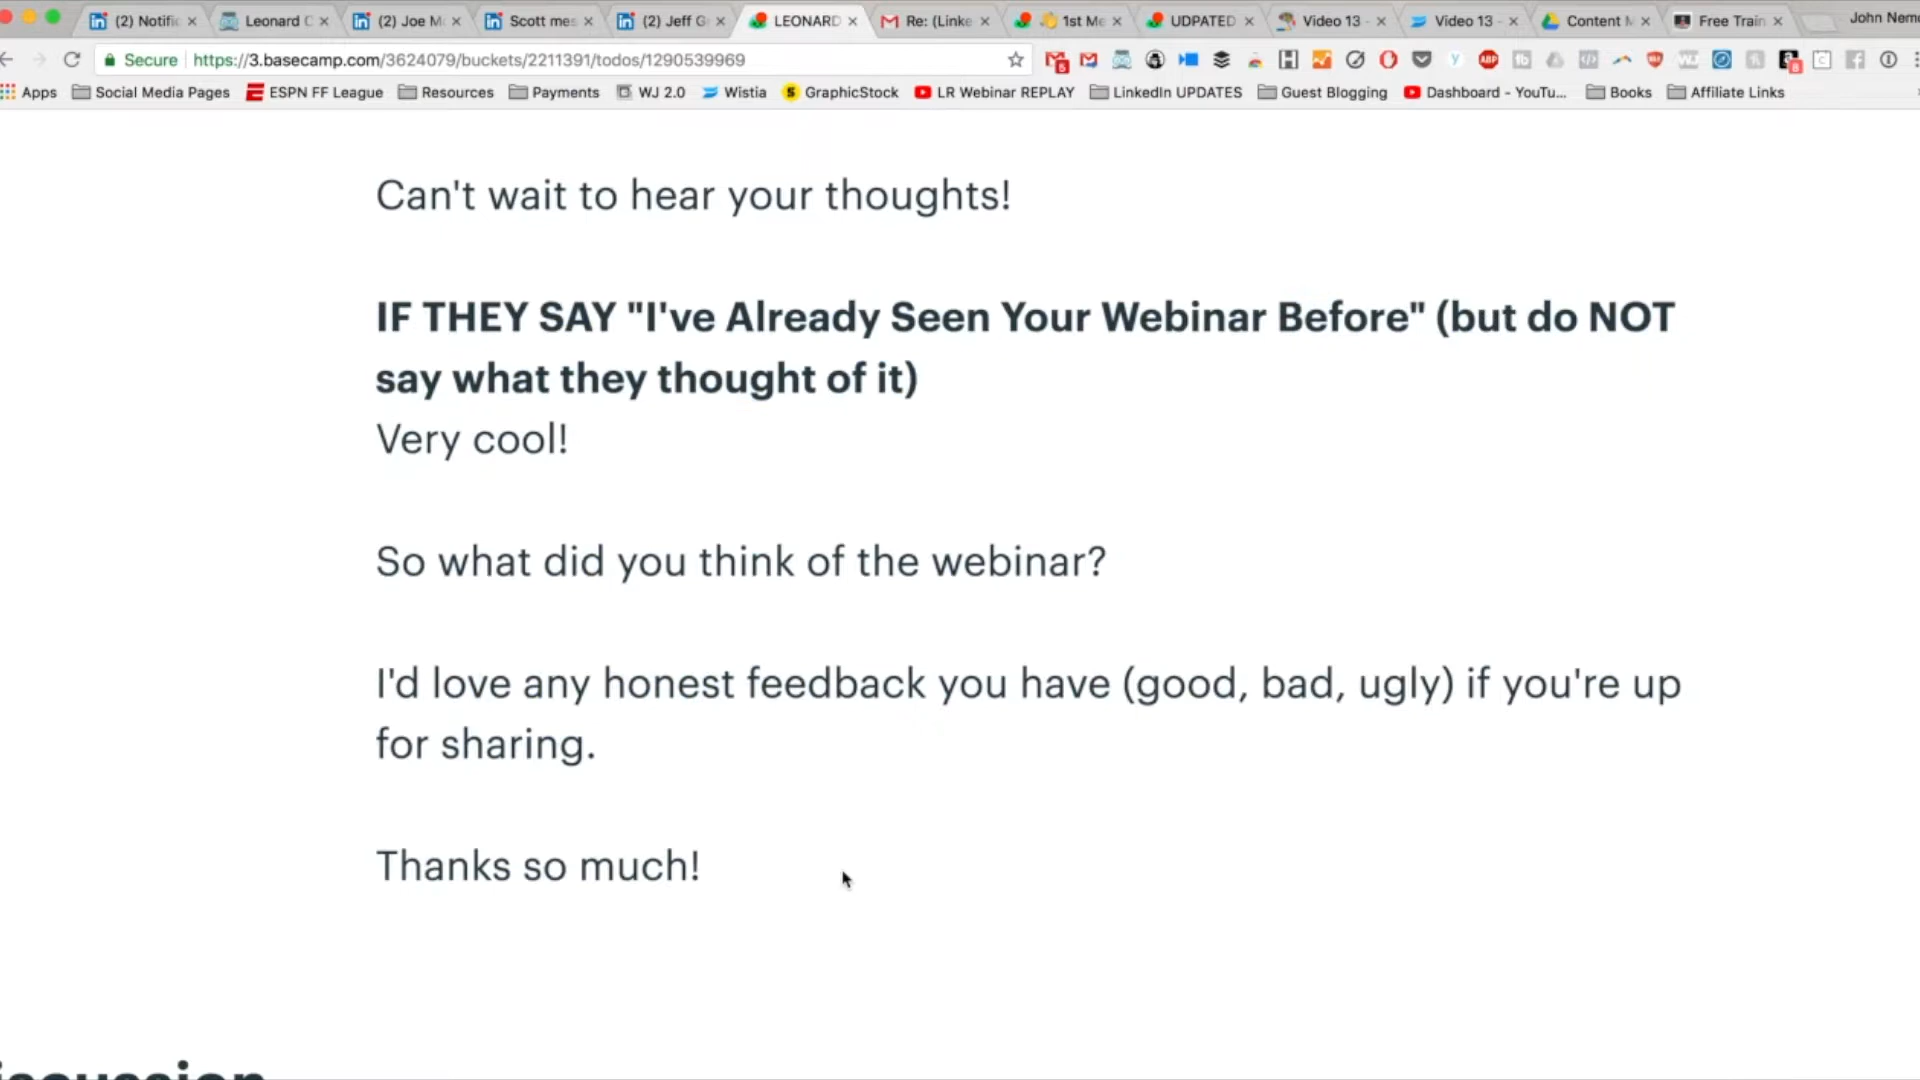 (2) Notific
Leonard C
(2) Joe M
Scott mes
(2) Jeff G
LEONARD
Re: (Linke
1st Me
UDPATED
Video 13 -
Video 13 -
Content M
Free Train
John Nemo
Secure https://3.basecamp.com/3624079/buckets/2211391/todos/1290539969
Apps Social Media Pages ESPN FF League Resources Payments WJ 2.0 Wistia GraphicStock LR Webinar REPLAY LinkedIn UPDATES Guest Blogging Dashboard - YouTu... Books Affiliate Links
Can't wait to hear your thoughts!
IF THEY SAY "I've Already Seen Your Webinar Before" (but do NOT
say what they thought of it)
Very cool!
So what did you think of the webinar?
I'd love any honest feedback you have (good, bad, ugly) if you're up
for sharing.
Thanks so much!